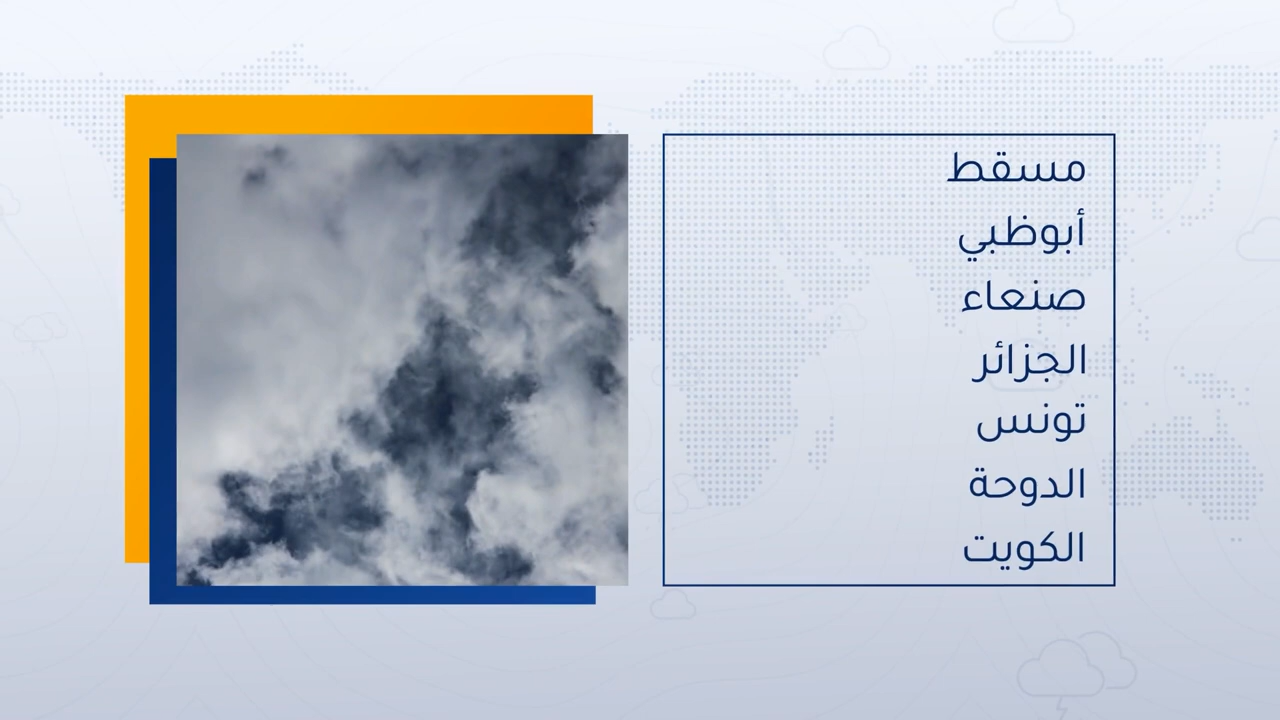 مسقط
أبوظبي
صنعاء
الجزائر
تونس
الدوحة
الكويت